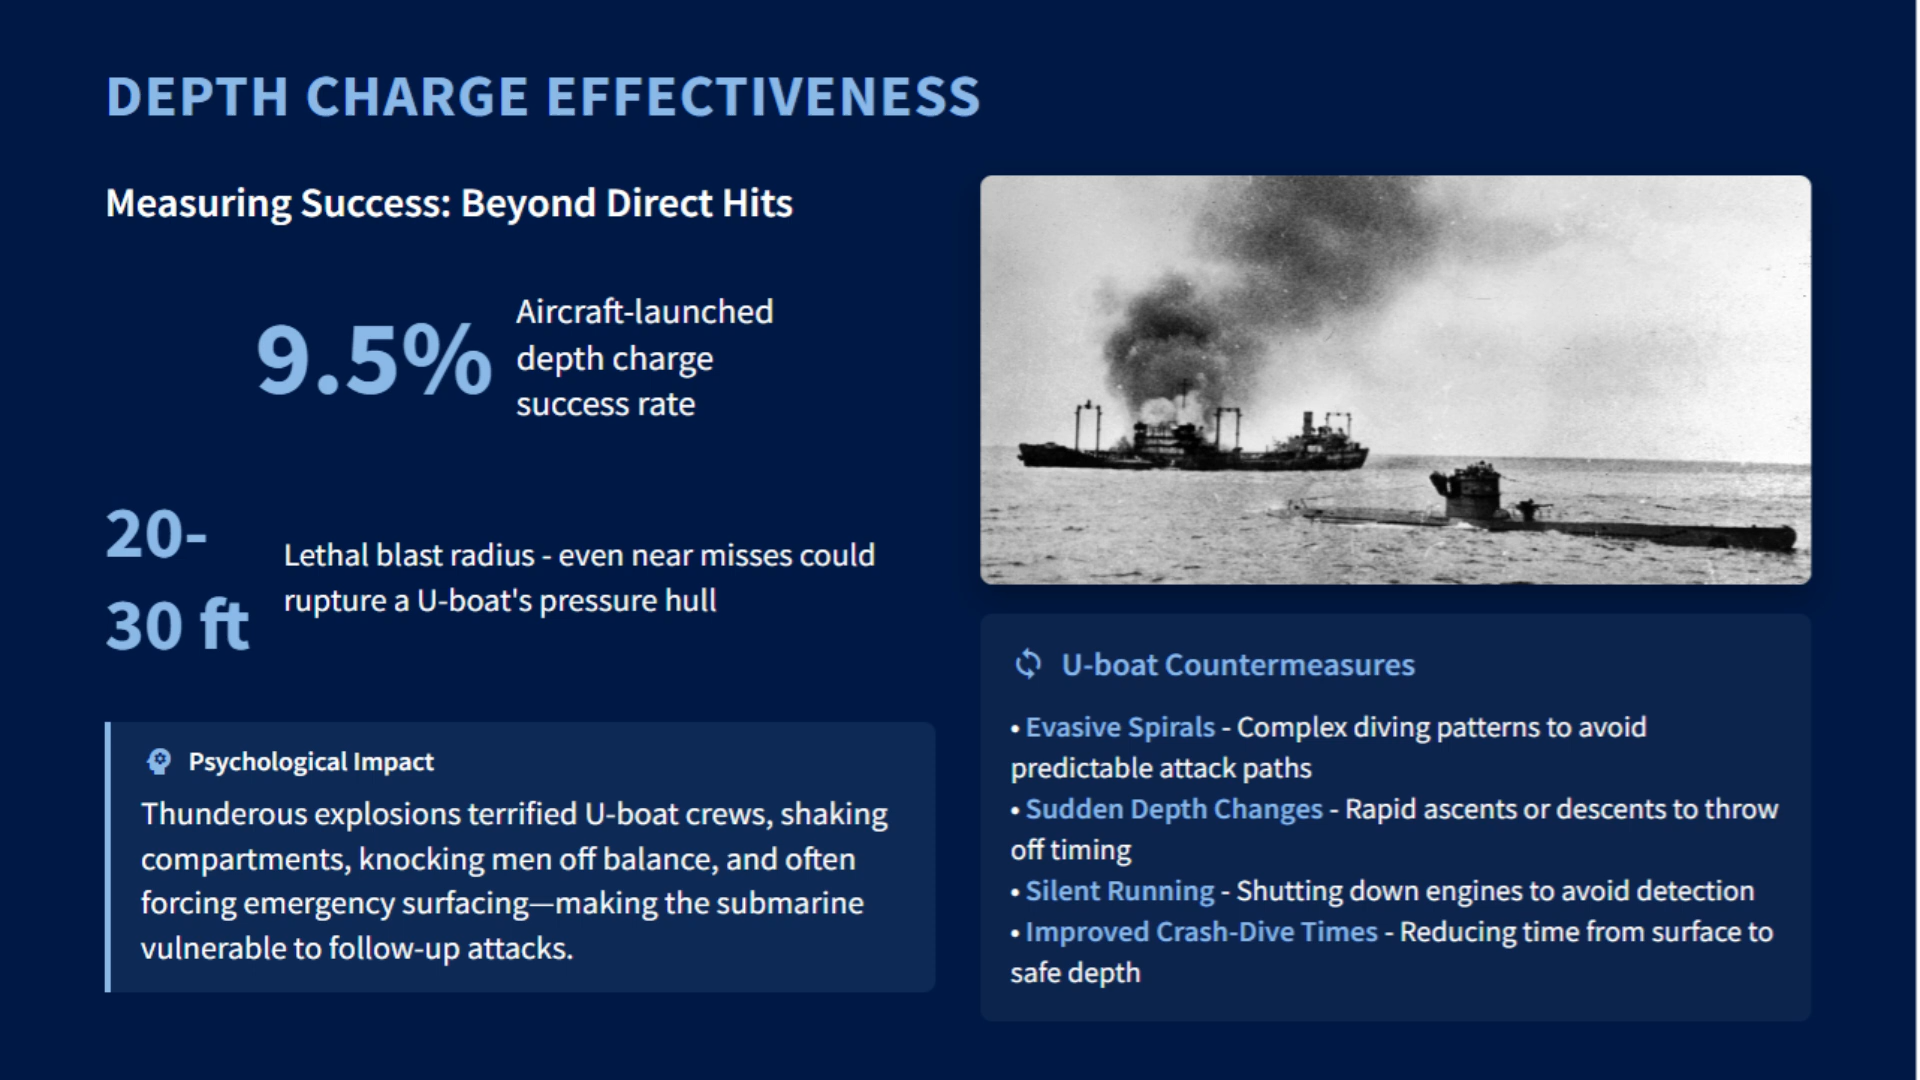 DEPTH CHARGE EFFECTIVENESS
Measuring Success: Beyond Direct Hits
9.5%
Aircraft-launched
depth charge
success rate
20-
30 ft
Lethal blast radius - even near misses could
rupture a U-boat's pressure hull
Psychological Impact
Thunderous explosions terrified U-boat crews, shaking
compartments, knocking men off balance, and often
forcing emergency surfacing—making the submarine
vulnerable to follow-up attacks.
U-boat Countermeasures
• Evasive Spirals - Complex diving patterns to avoid
predictable attack paths
• Sudden Depth Changes - Rapid ascents or descents to throw
off timing
• Silent Running - Shutting down engines to avoid detection
• Improved Crash-Dive Times - Reducing time from surface to
safe depth